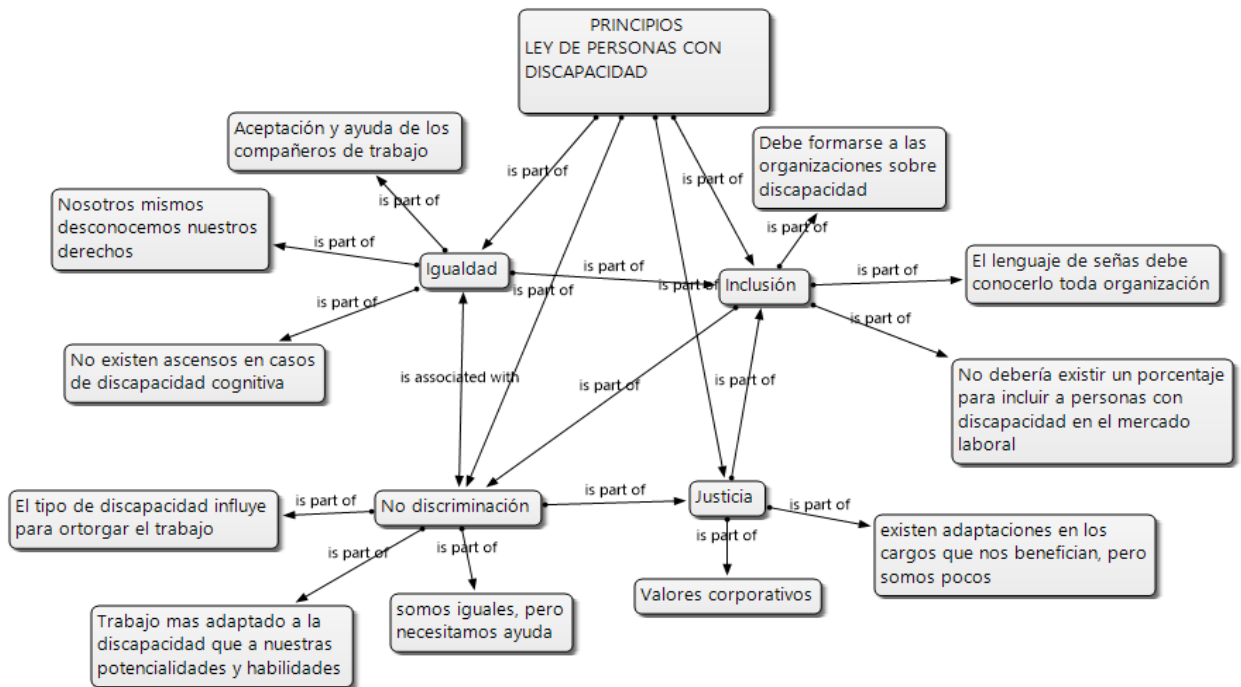 PRINCIPIOS
LEY DE PERSONAS CON
DISCAPACIDAD
Aceptación y ayuda de los
compañeros de trabajo
is part of
is part of
Debe formarse a las
organizaciones sobre
discapacidad
is part of
is part of
Nosotros mismos
desconocemos nuestros
derechos
is part of
Igualdad
is part of
is part of
is part of
Inclusión
is part of
El lenguaje de señas debe
conocerlo toda organización
is part of
is part of
No existen ascensos en casos
de discapacidad cognitiva
is associated with
is part of
is part of
No debería existir un porcentaje
para incluir a personas con
discapacidad en el mercado
laboral
El tipo de discapacidad influye
para ortorgar el trabajo
is part of
No discriminación
is part of
Justicia
is part of
existen adaptaciones en los
cargos que nos benefician, pero
somos pocos
is part of
is part of
is part of
Trabajo mas adaptado a la
discapacidad que a nuestras
potencialidades y habilidades
somos iguales, pero
necesitamos ayuda
Valores corporativos